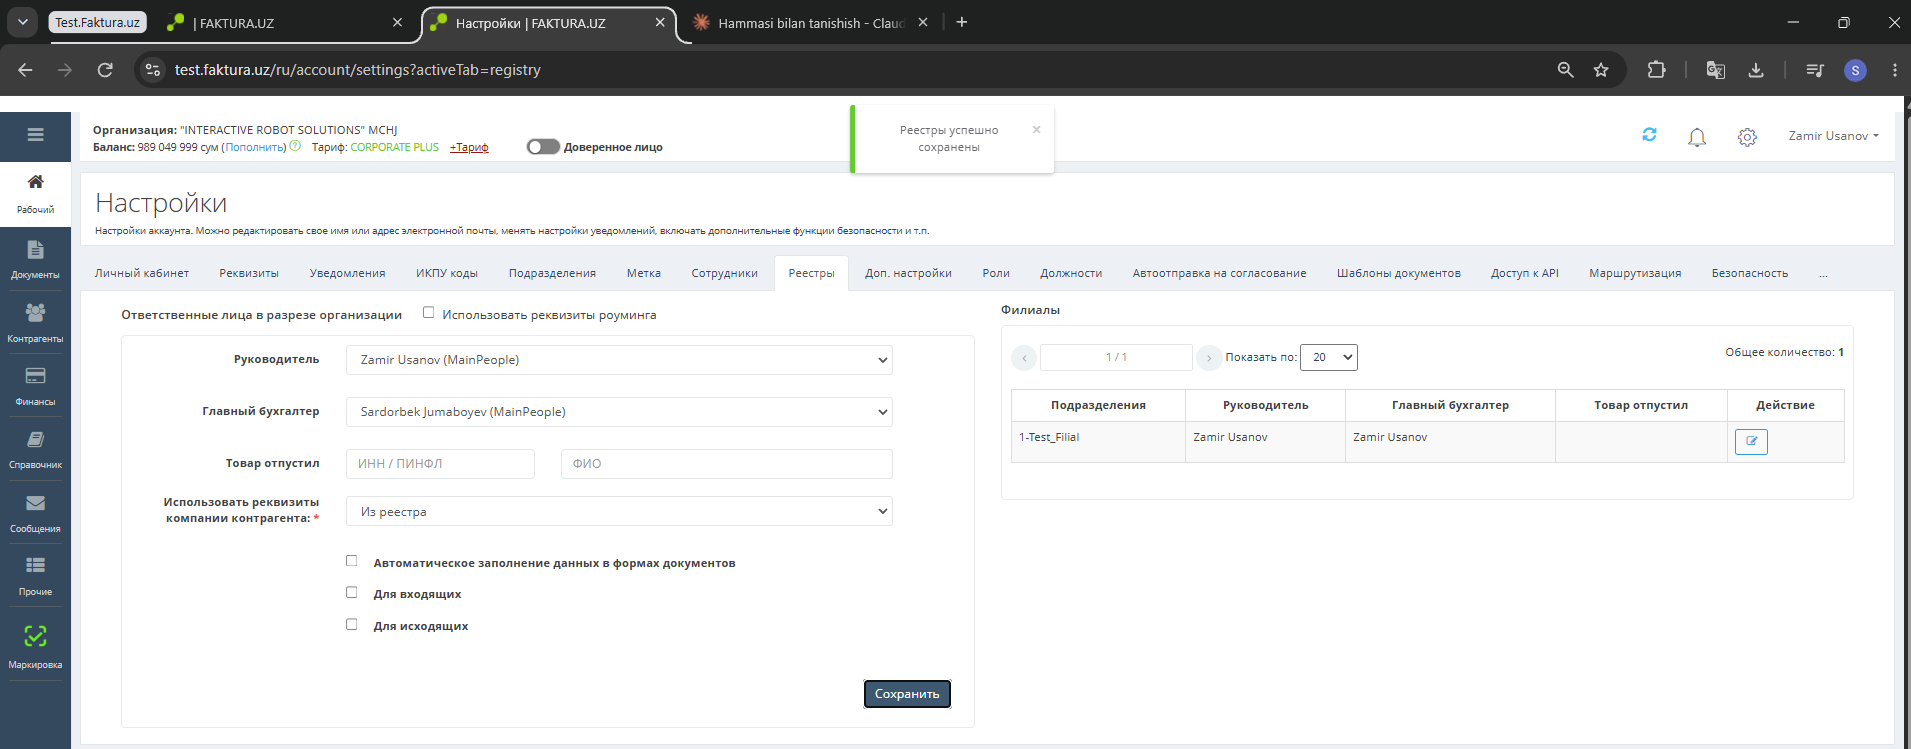 Test.Faktura.uz
| FAKTURA.UZ
Настройки | FAKTURA.UZ
Hammasi bilan tanishish - Claud
test.faktura.uz/ru/account/settings?activeTab=registry
S
Организация: "INTERACTIVE ROBOT SOLUTIONS" MCHJ
Баланс: 989 049 999 сум (Пополнить) ? Тариф: CORPORATE PLUS +Тариф
Доверенное лицо
Реестры успешно
сохранены
×
Zamir Usanov
Рабочий
Документы
Контрагенты
Финансы
Справочник
Сообщения
Прочие
Маркировка
Настройки
Настройки аккаунта. Можно редактировать свое имя или адрес электронной почты, менять настройки уведомлений, включать дополнительные функции безопасности и т.п.
Личный кабинет Реквизиты Уведомления ИКПУ коды Подразделения Метка Сотрудники Реестры Доп. настройки Роли Должности Автоотправка на согласование Шаблоны документов Доступ к API Маршрутизация Безопасность ...
Ответственные лица в разрезе организации Использовать реквизиты роуминга
Руководитель Zamir Usanov (MainPeople)
Главный бухгалтер Sardorbek Jumaboyev (MainPeople)
Товар отпустил ИНН / ПИНФЛ ФИО
Использовать реквизиты
компании контрагента: * Из реестра
Автоматическое заполнение данных в формах документов
Для входящих
Для исходящих
Сохранить
Филиалы
‹ 1 / 1 › Показать по: 20 Общее количество: 1
Подразделения Руководитель Главный бухгалтер Товар отпустил Действие
1-Test_Filial Zamir Usanov Zamir Usanov